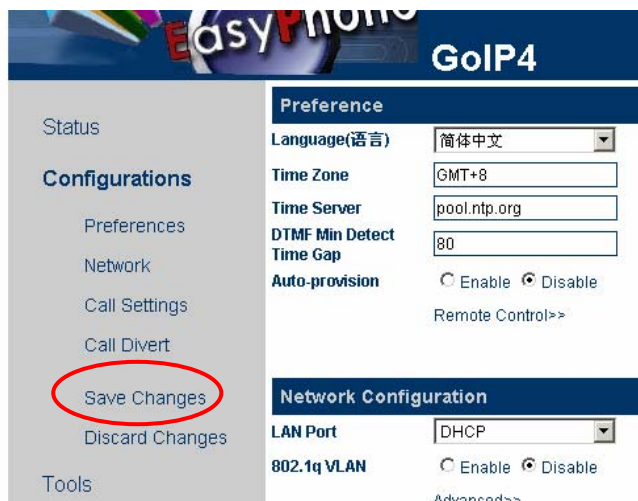 EasyPhone
GoIP4
Status
Configurations
Preferences
Network
Call Settings
Call Divert
Save Changes
Discard Changes
Tools
Preference
Language(语言) 简体中文
Time Zone GMT+8
Time Server pool.ntp.org
DTMF Min Detect
Time Gap 80
Auto-provision Enable Disable
Remote Control>>
Network Configuration
LAN Port DHCP
802.1q VLAN Enable Disable
Advanced>>